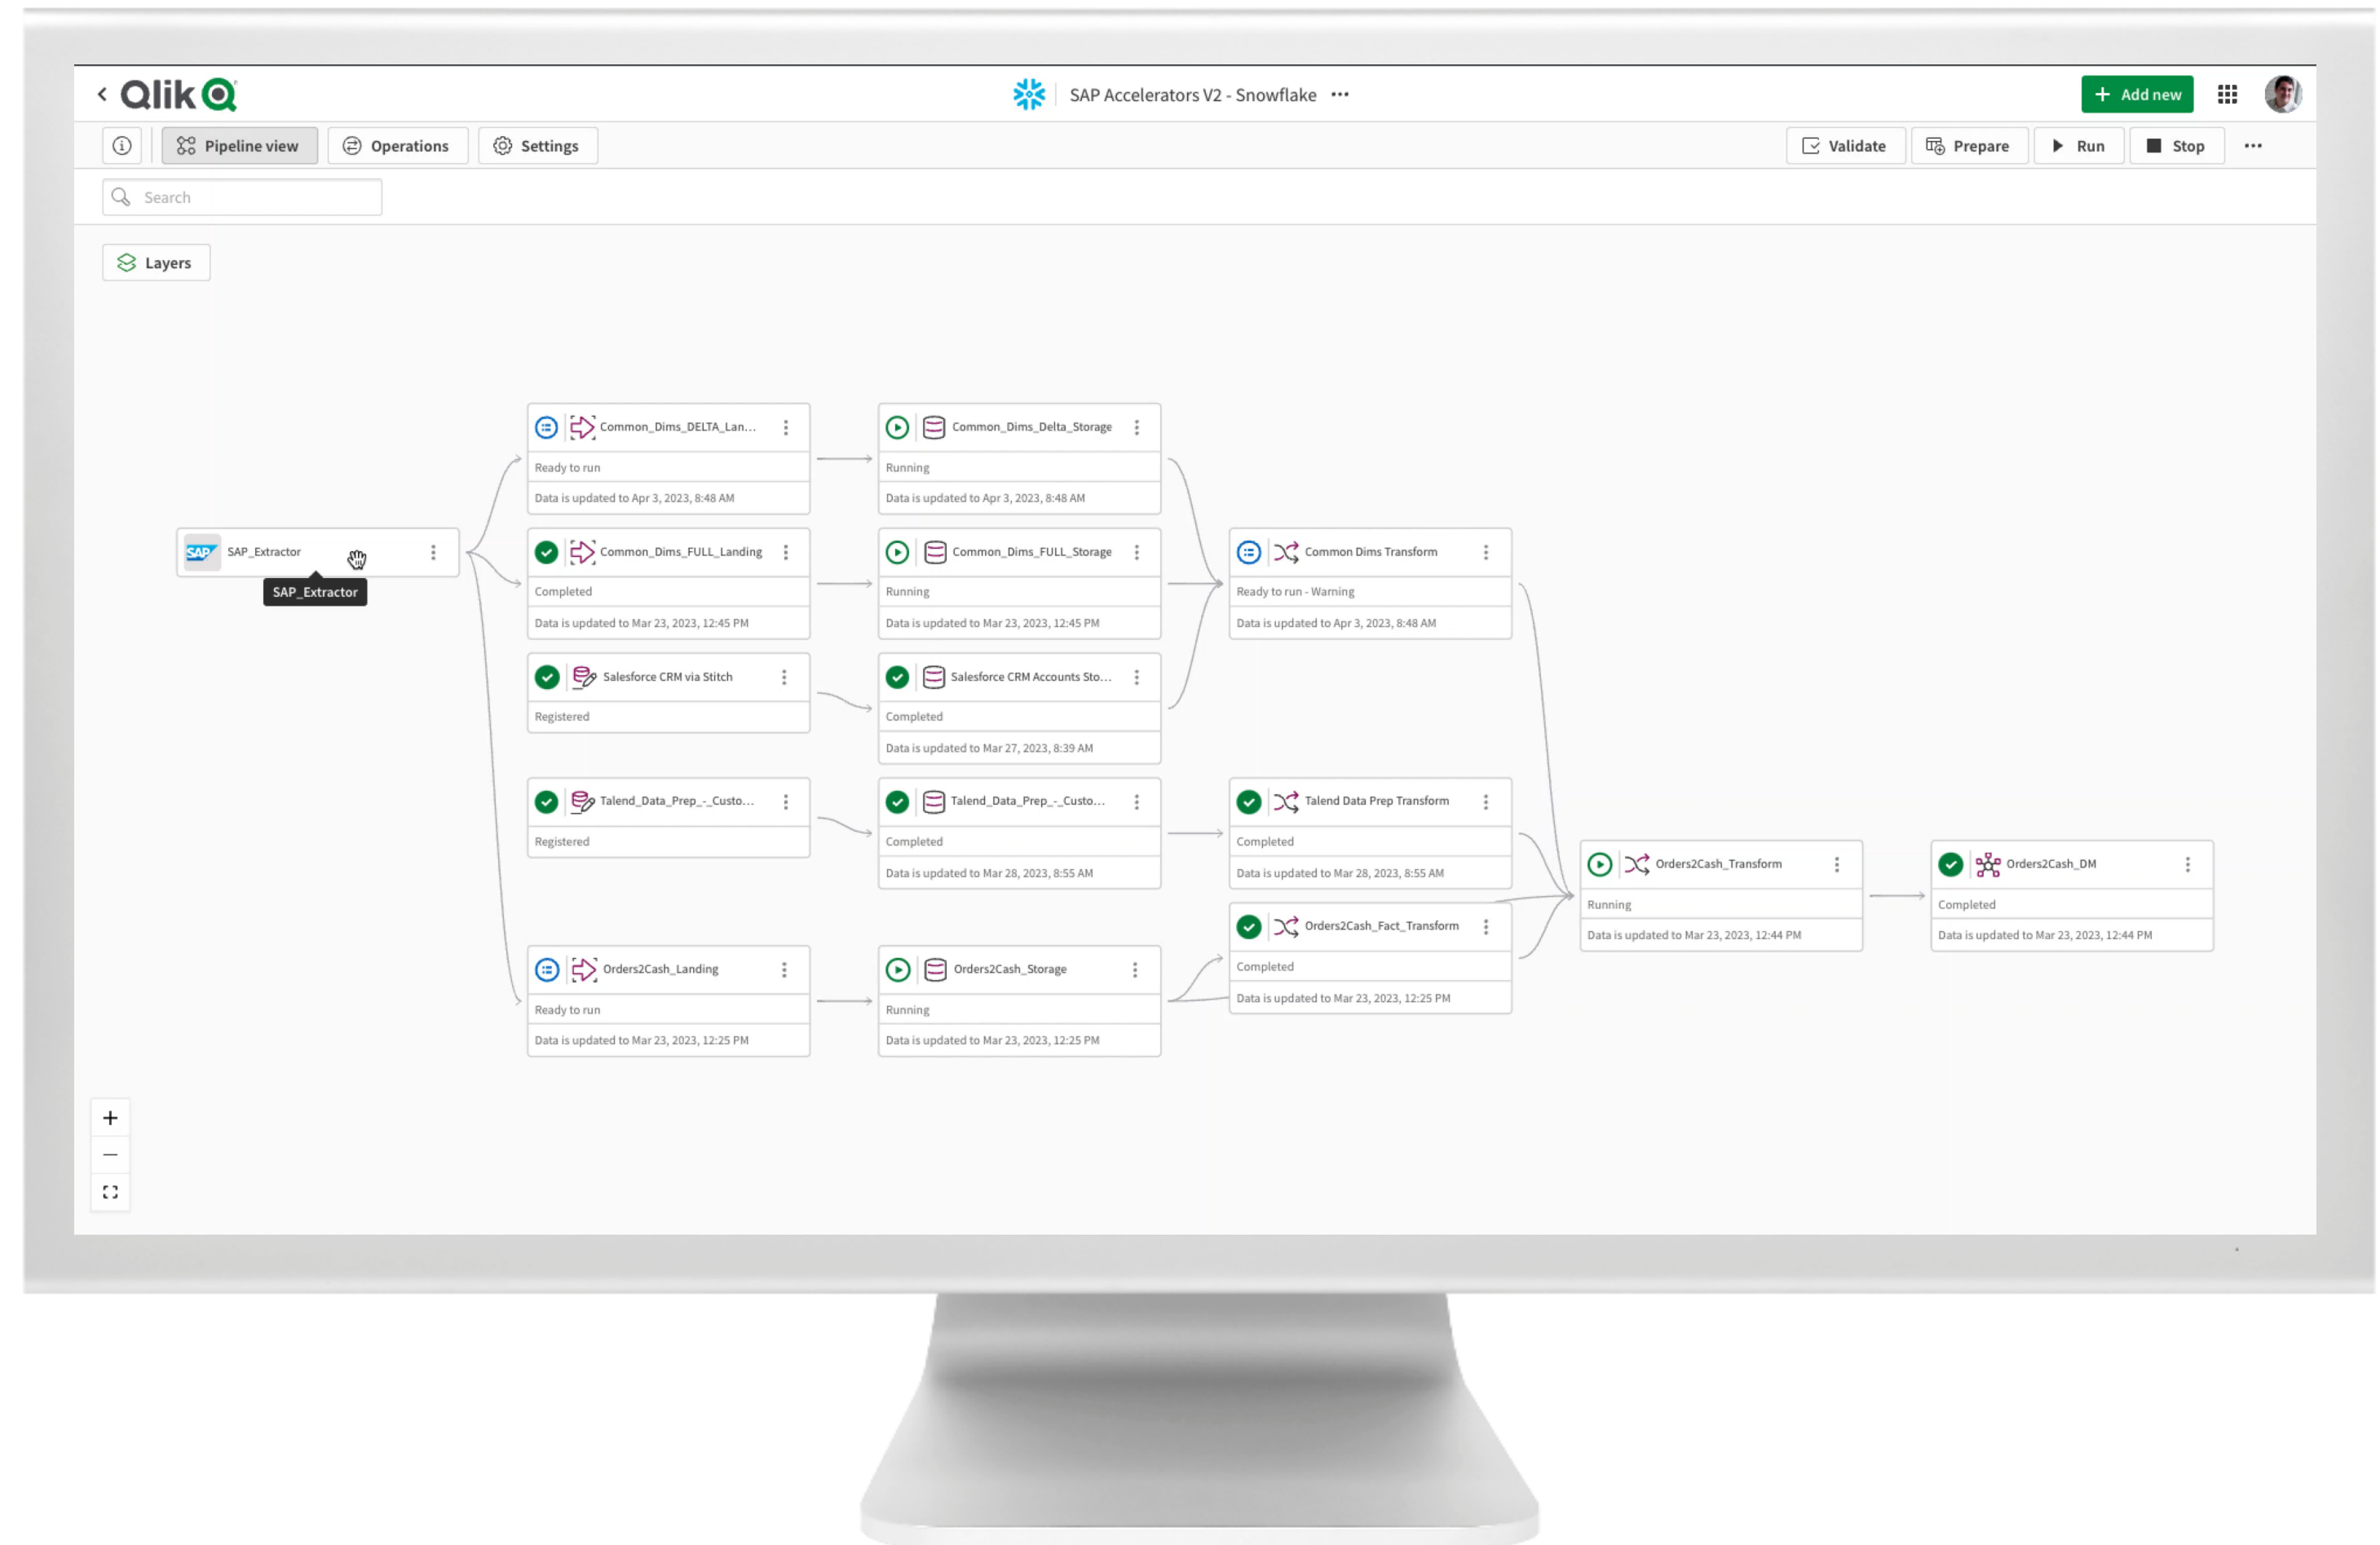 Qlik
SAP Accelerators V2 - Snowflake
Add new
Pipeline view
Operations
Settings
Validate
Prepare
Run
Stop
Search
Layers
SAP
SAP_Extractor
SAP_Extractor
Common_Dims_DELTA_Lan...
Ready to run
Data is updated to Apr 3, 2023, 8:48 AM
Common_Dims_Delta_Storage
Running
Data is updated to Apr 3, 2023, 8:48 AM
Common_Dims_FULL_Landing
Completed
Data is updated to Mar 23, 2023, 12:45 PM
Common_Dims_FULL_Storage
Running
Data is updated to Mar 23, 2023, 12:45 PM
Common Dims Transform
Ready to run - Warning
Data is updated to Apr 3, 2023, 8:48 AM
Salesforce CRM via Stitch
Registered
Salesforce CRM Accounts Sto...
Completed
Data is updated to Mar 27, 2023, 8:39 AM
Talend_Data_Prep_-_Custo...
Registered
Talend_Data_Prep_-_Custo...
Completed
Data is updated to Mar 28, 2023, 8:55 AM
Talend Data Prep Transform
Completed
Data is updated to Mar 28, 2023, 8:55 AM
Orders2Cash_Fact_Transform
Completed
Data is updated to Mar 23, 2023, 12:25 PM
Orders2Cash_Transform
Running
Data is updated to Mar 23, 2023, 12:44 PM
Orders2Cash_DM
Completed
Data is updated to Mar 23, 2023, 12:44 PM
Orders2Cash_Landing
Ready to run
Data is updated to Mar 23, 2023, 12:25 PM
Orders2Cash_Storage
Running
Data is updated to Mar 23, 2023, 12:25 PM